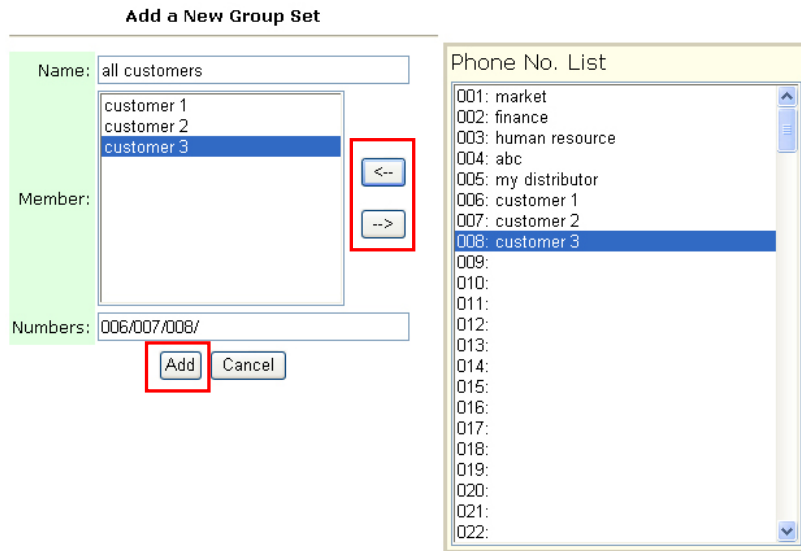 Add a New Group Set
Name: all customers
Member:
customer 1
customer 2
customer 3
<--
-->
Numbers: 006/007/008/
Add Cancel
Phone No. List
001: market
002: finance
003: human resource
004: abc
005: my distributor
006: customer 1
007: customer 2
008: customer 3
009:
010:
011:
012:
013:
014:
015:
016:
017:
018:
019:
020:
021:
022: